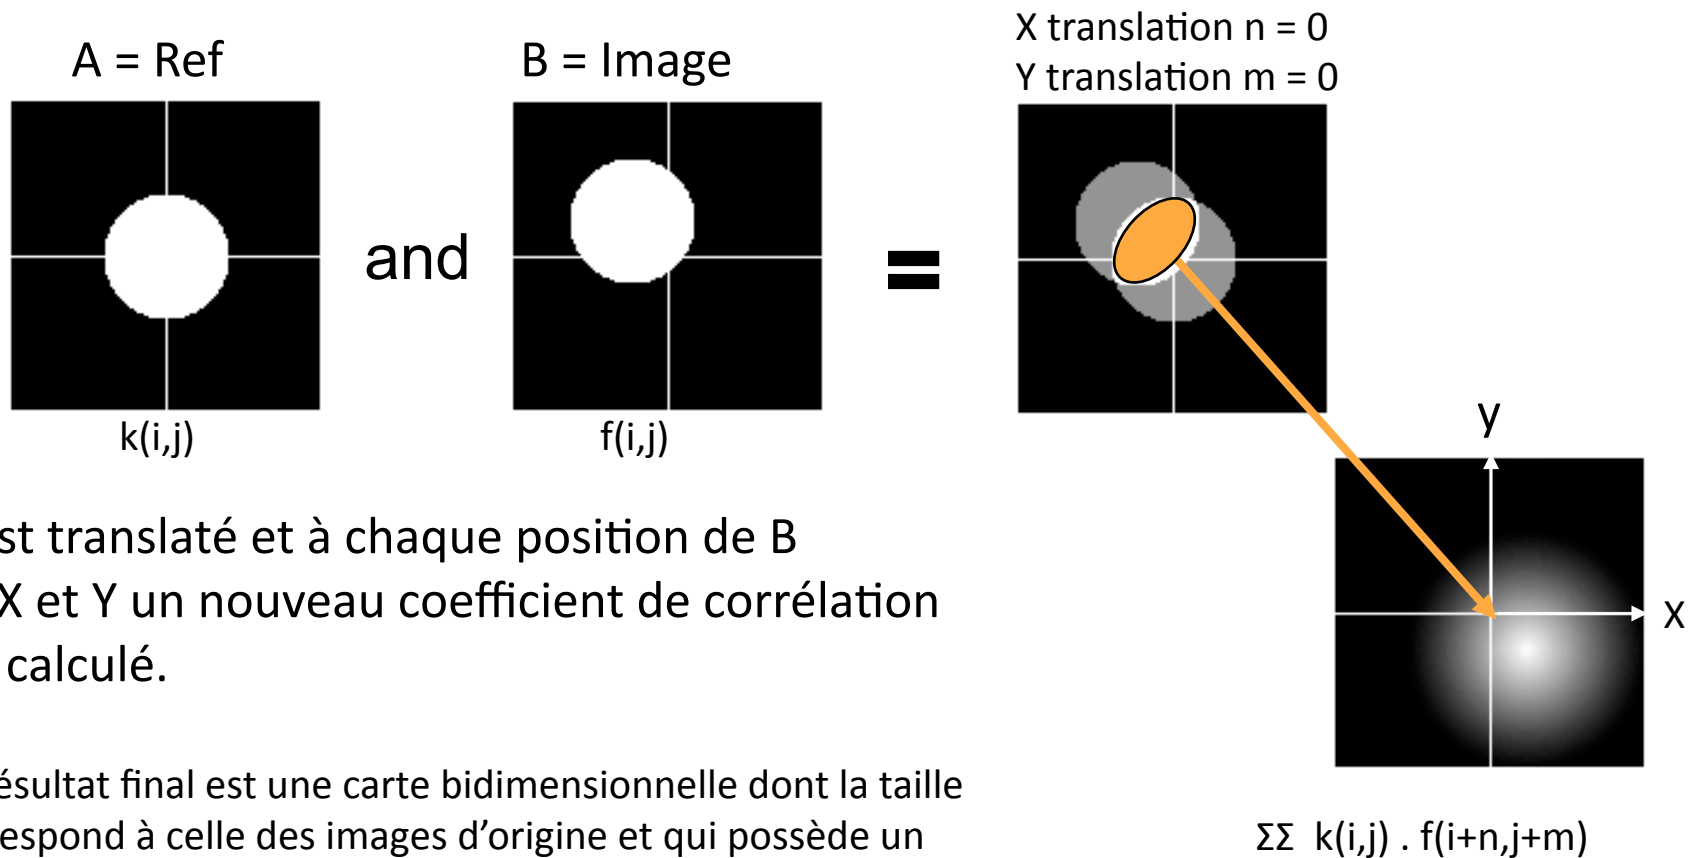 A = Ref
B = Image
X translation n = 0
Y translation m = 0
and
=
k(i,j)
f(i,j)
y
X
st translaté et à chaque position de B
X et Y un nouveau coefficient de corrélation
calculé.
ésultat final est une carte bidimensionnelle dont la taille
respond à celle des images d’origine et qui possède un
ΣΣ k(i,j) . f(i+n,j+m)